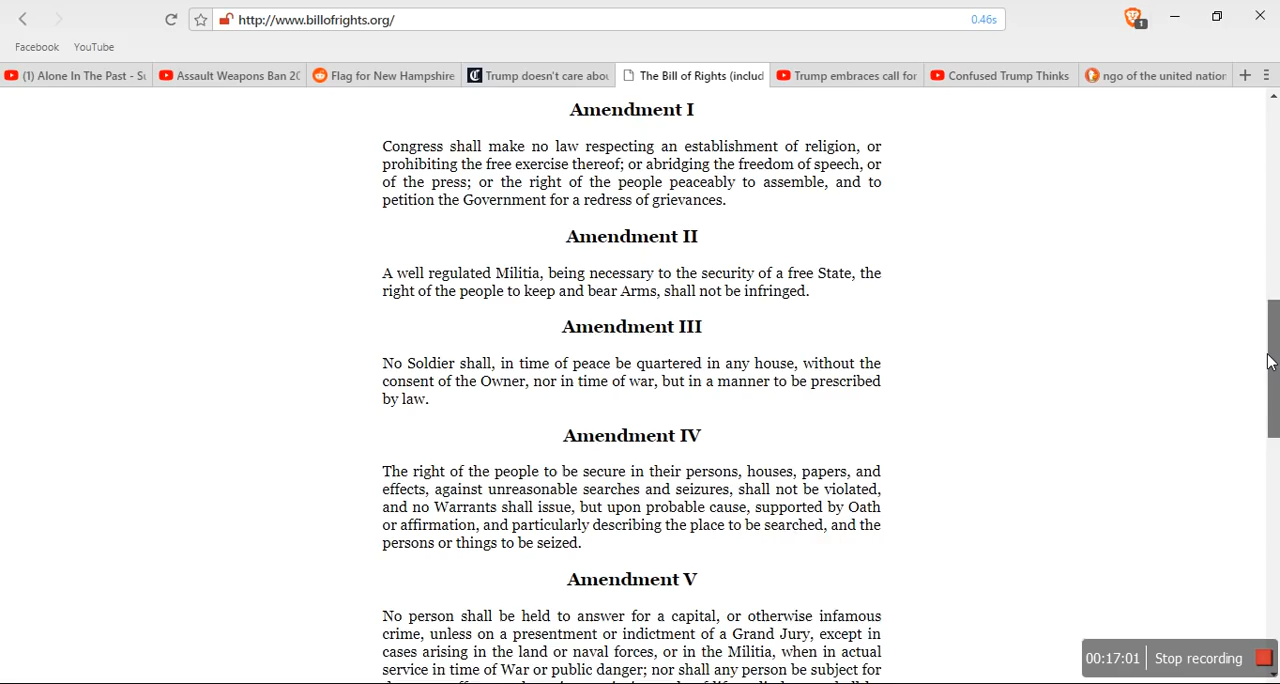 http://www.billofrights.org/
0.46s
1
Facebook
YouTube
(1) Alone In The Past - Su
Assault Weapons Ban 20
Flag for New Hampshire
Trump doesn't care abou
The Bill of Rights (includ
Trump embraces call for
Confused Trump Thinks
ngo of the united nation
Amendment I
Congress shall make no law respecting an establishment of religion, or
prohibiting the free exercise thereof; or abridging the freedom of speech, or
of the press; or the right of the people peaceably to assemble, and to
petition the Government for a redress of grievances.
Amendment II
A well regulated Militia, being necessary to the security of a free State, the
right of the people to keep and bear Arms, shall not be infringed.
Amendment III
No Soldier shall, in time of peace be quartered in any house, without the
consent of the Owner, nor in time of war, but in a manner to be prescribed
by law.
Amendment IV
The right of the people to be secure in their persons, houses, papers, and
effects, against unreasonable searches and seizures, shall not be violated,
and no Warrants shall issue, but upon probable cause, supported by Oath
or affirmation, and particularly describing the place to be searched, and the
persons or things to be seized.
Amendment V
No person shall be held to answer for a capital, or otherwise infamous
crime, unless on a presentment or indictment of a Grand Jury, except in
cases arising in the land or naval forces, or in the Militia, when in actual
service in time of War or public danger; nor shall any person be subject for
00:17:01 Stop recording